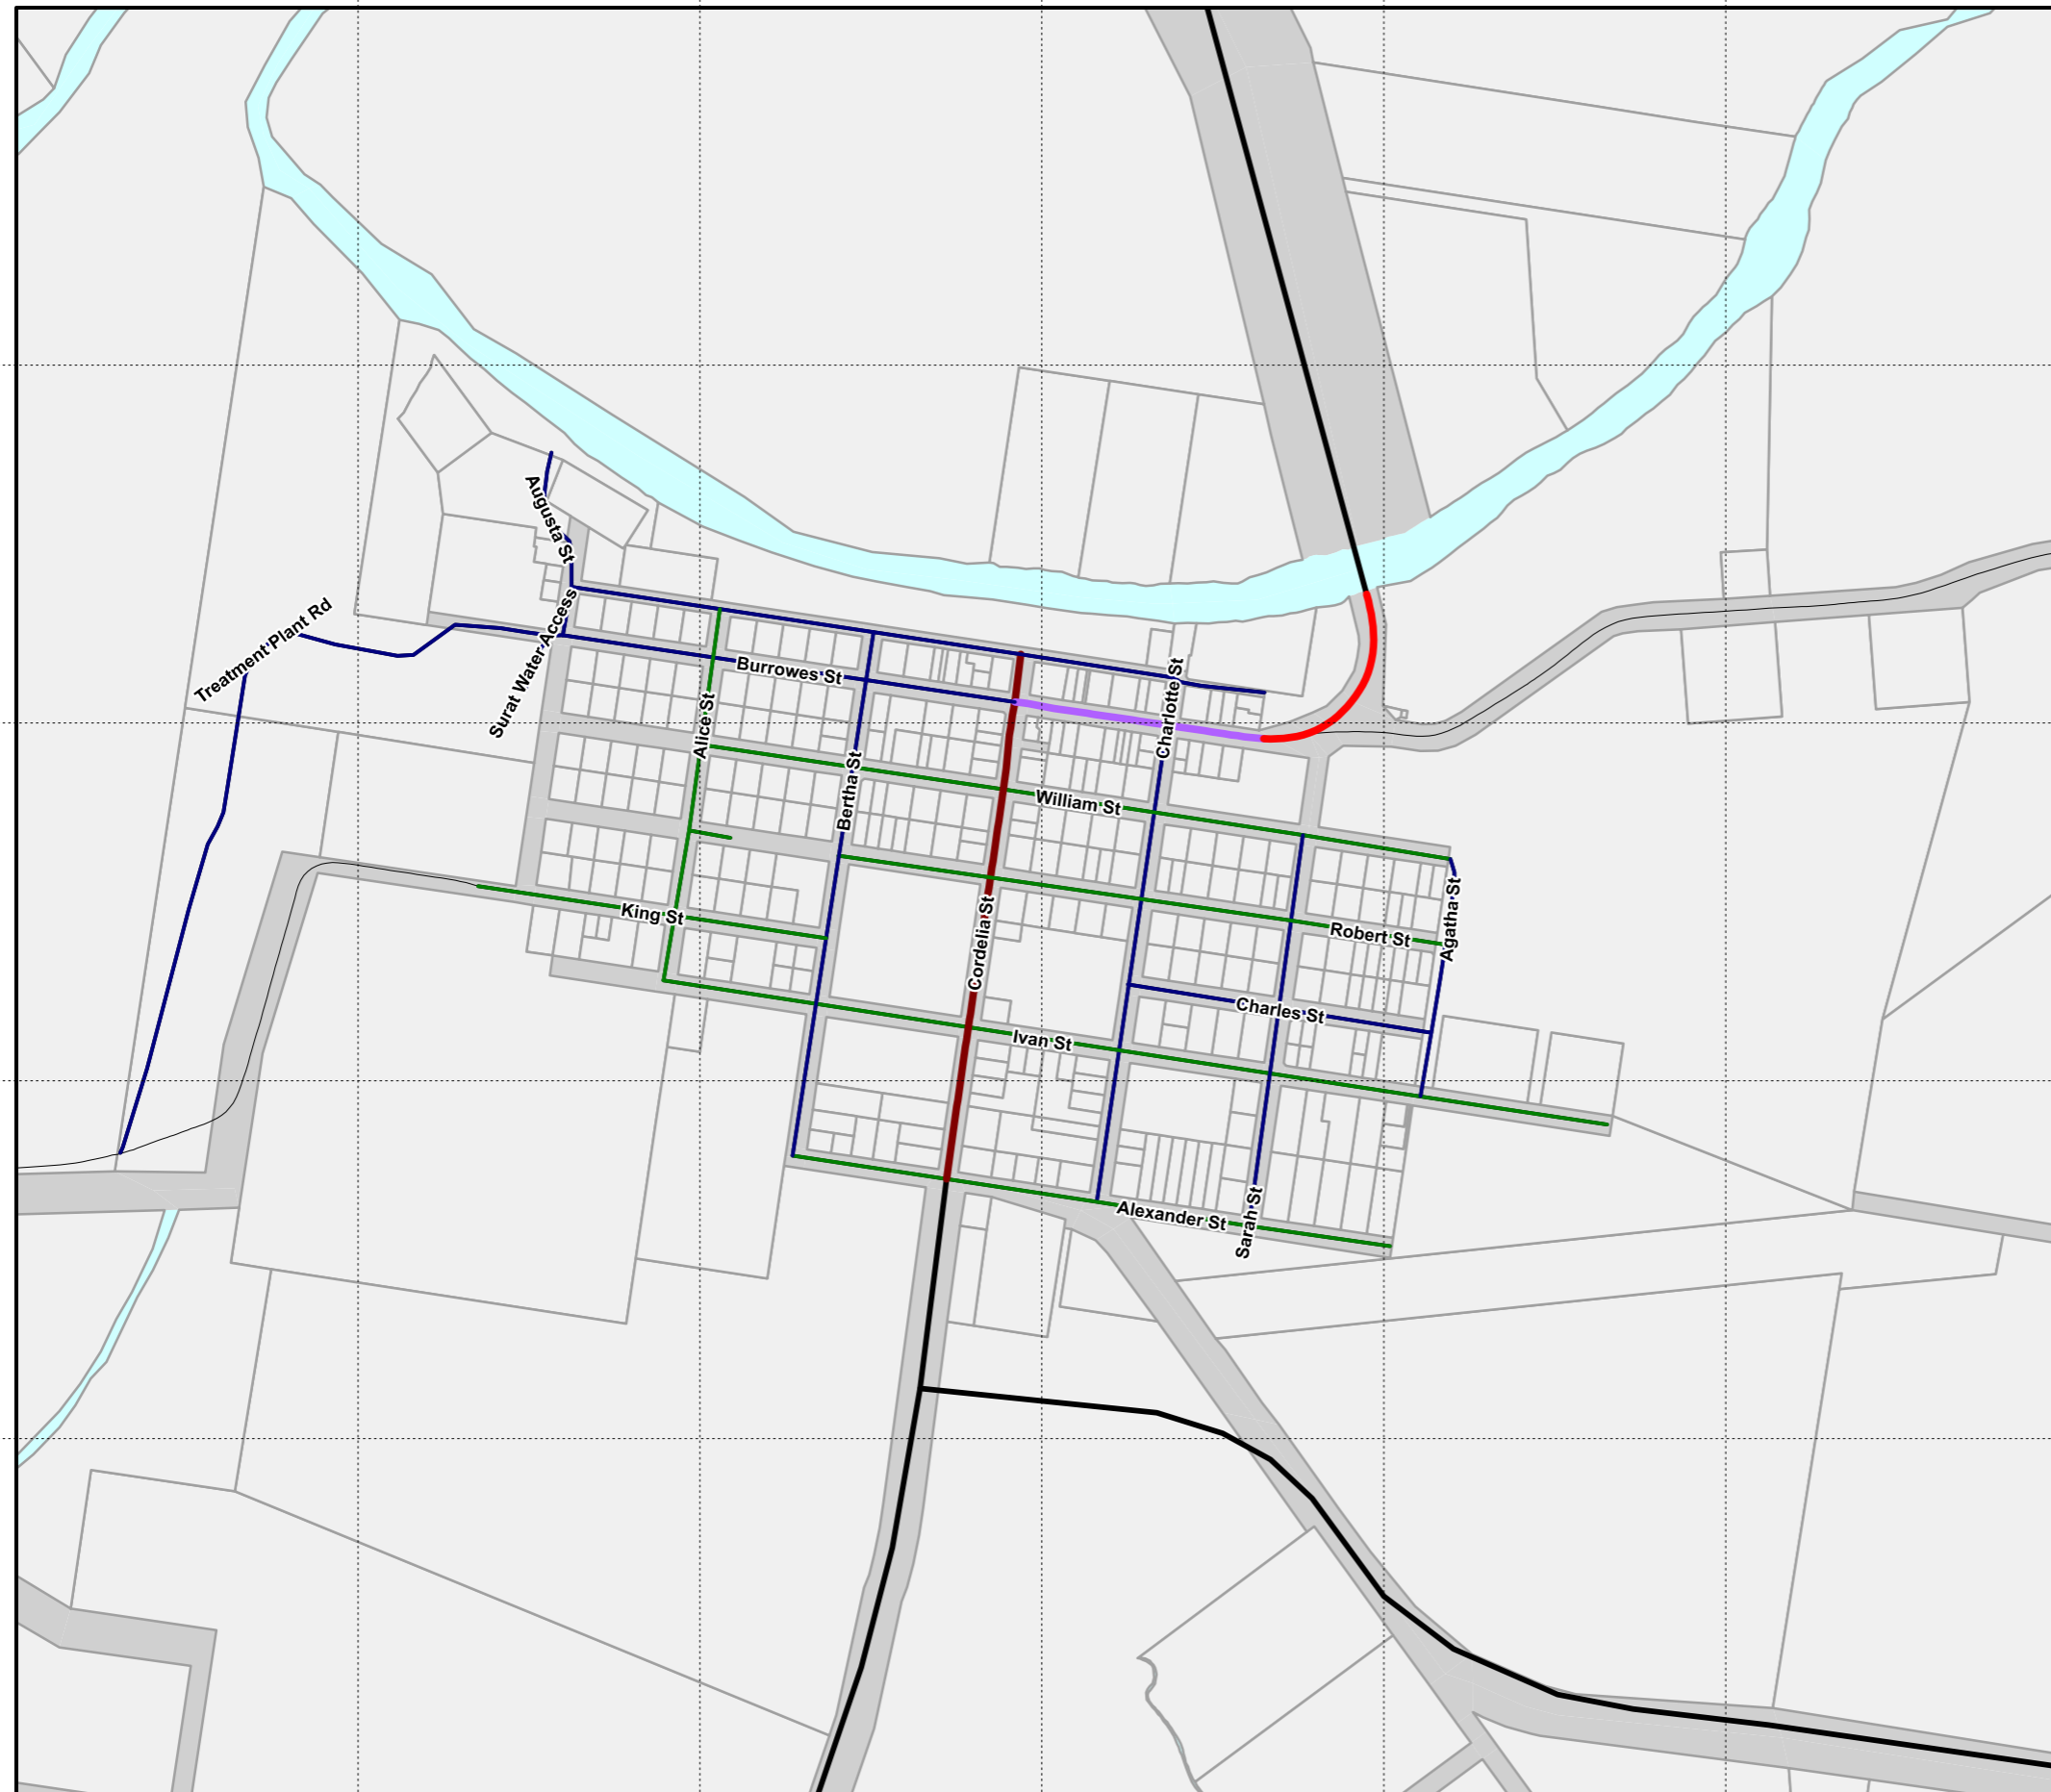 Augusta St
Treatment Plant Rd
Surat Water Access
Burrowes St
Charlotte St
Alice St
Bertha St
William St
King St
Cordelia St
Robert St
Agatha St
Charles St
Ivan St
Alexander St
Sarah St